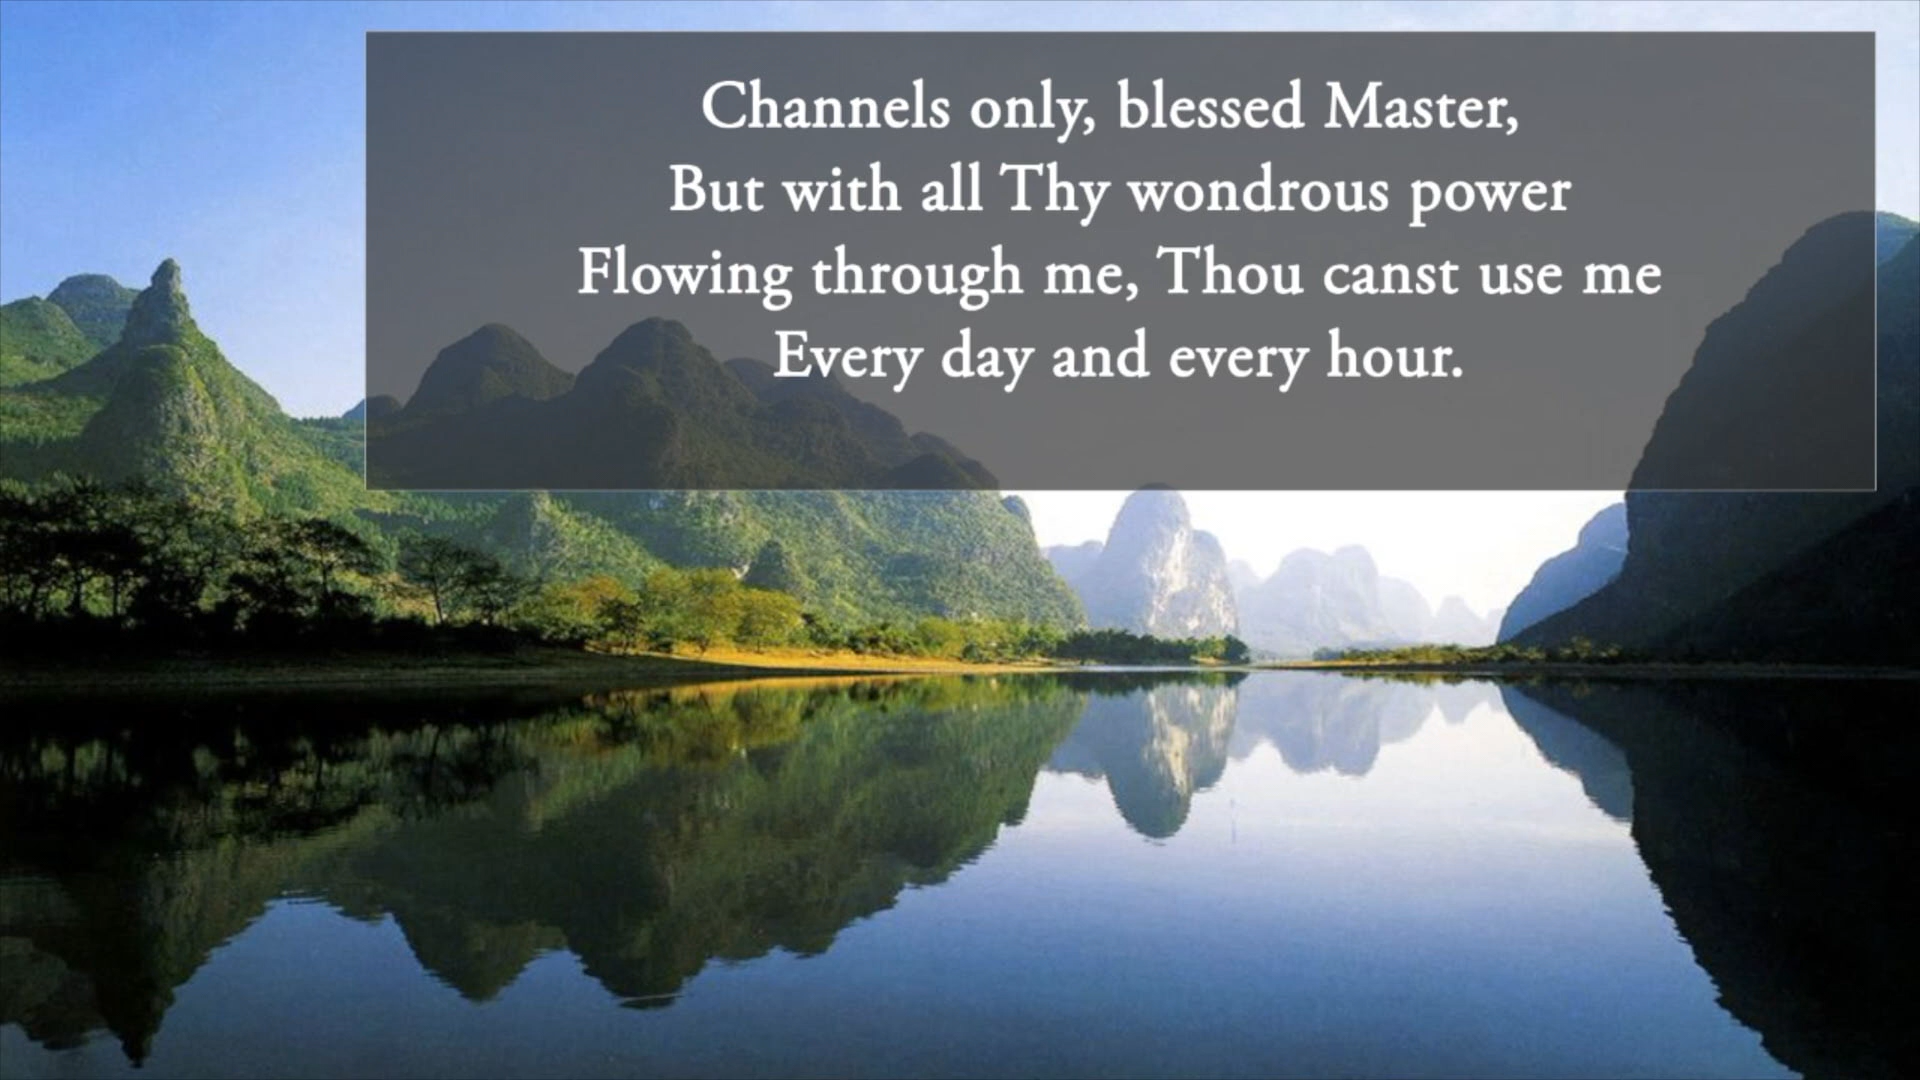 Channels only, blessed Master,
But with all Thy wondrous power
Flowing through me, Thou canst use me
Every day and every hour.